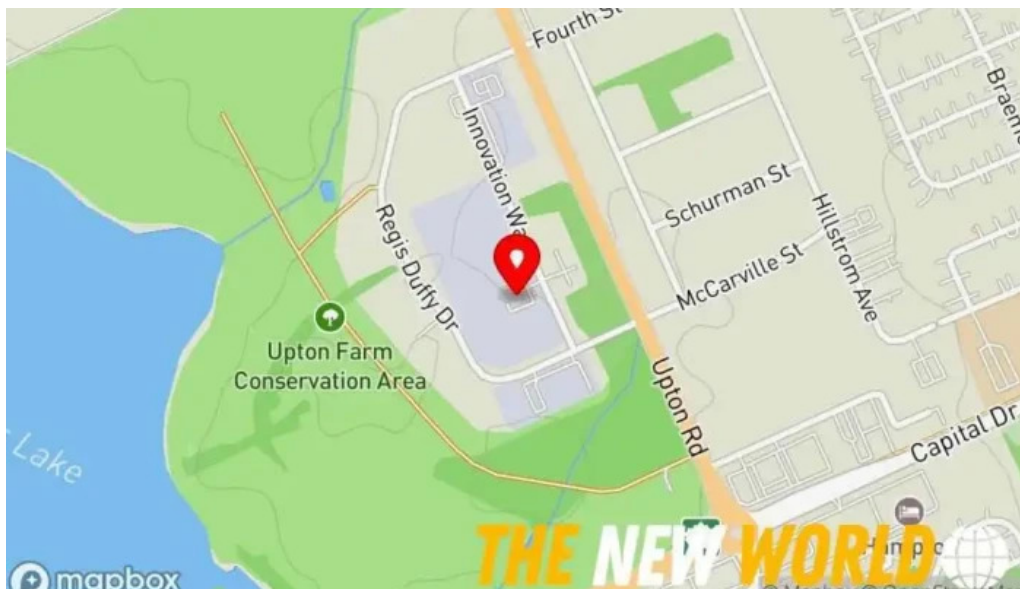 Fourth St
Innovation Wa
Braem
Schurman St
Hillstrom Ave
Regis Duffy Dr
McCarville St
Upton Farm
Conservation Area
Upton Rd
Capital Dr
Lake
THE NEW WORLD
mapbox